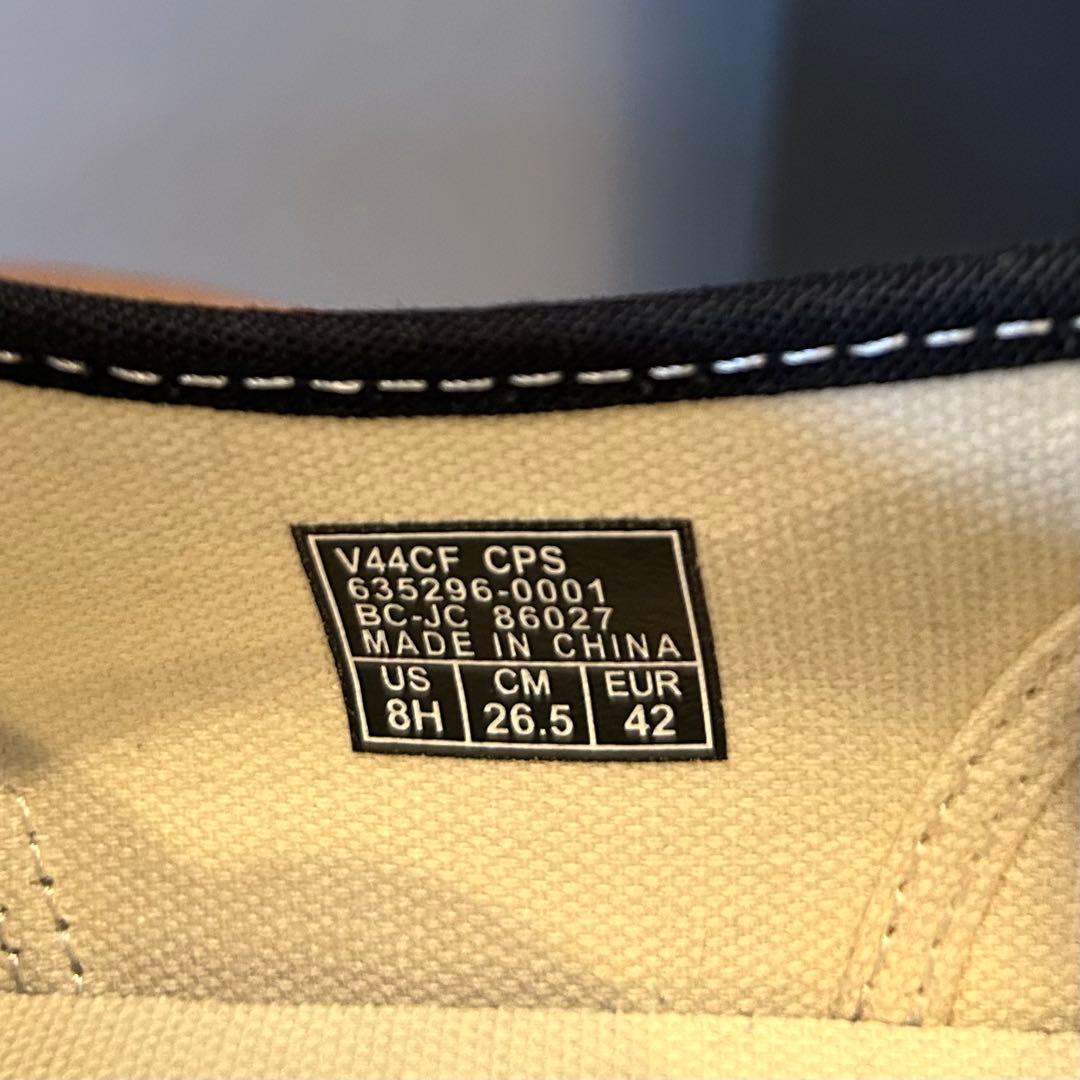 V44CF CPS
635296-0001
BC-JC 86027
MADE IN CHINA
US CM EUR
8H 26.5 42